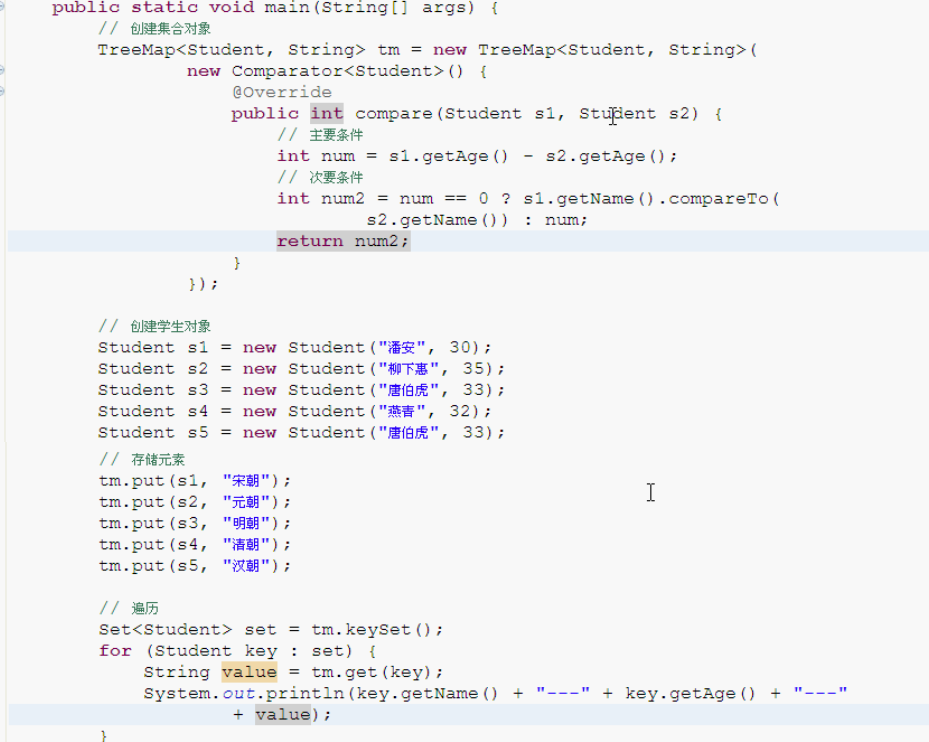 public static void main(String[] args) {
// 创建集合对象
TreeMap<Student, String> tm = new TreeMap<Student, String>(
new Comparator<Student>() {
@Override
public int compare(Student s1, Student s2) {
// 主要条件
int num = s1.getAge() - s2.getAge();
// 次要条件
int num2 = num == 0 ? s1.getName().compareTo(
s2.getName()) : num;
return num2;
}
});
// 创建学生对象
Student s1 = new Student("潘安", 30);
Student s2 = new Student("柳下惠", 35);
Student s3 = new Student("唐伯虎", 33);
Student s4 = new Student("燕青", 32);
Student s5 = new Student("唐伯虎", 33);
// 存储元素
tm.put(s1, "宋朝");
tm.put(s2, "元朝");
tm.put(s3, "明朝");
tm.put(s4, "清朝");
tm.put(s5, "汉朝");
// 遍历
Set<Student> set = tm.keySet();
for (Student key : set) {
String value = tm.get(key);
System.out.println(key.getName() + "---" + key.getAge() + "---"
+ value);
}